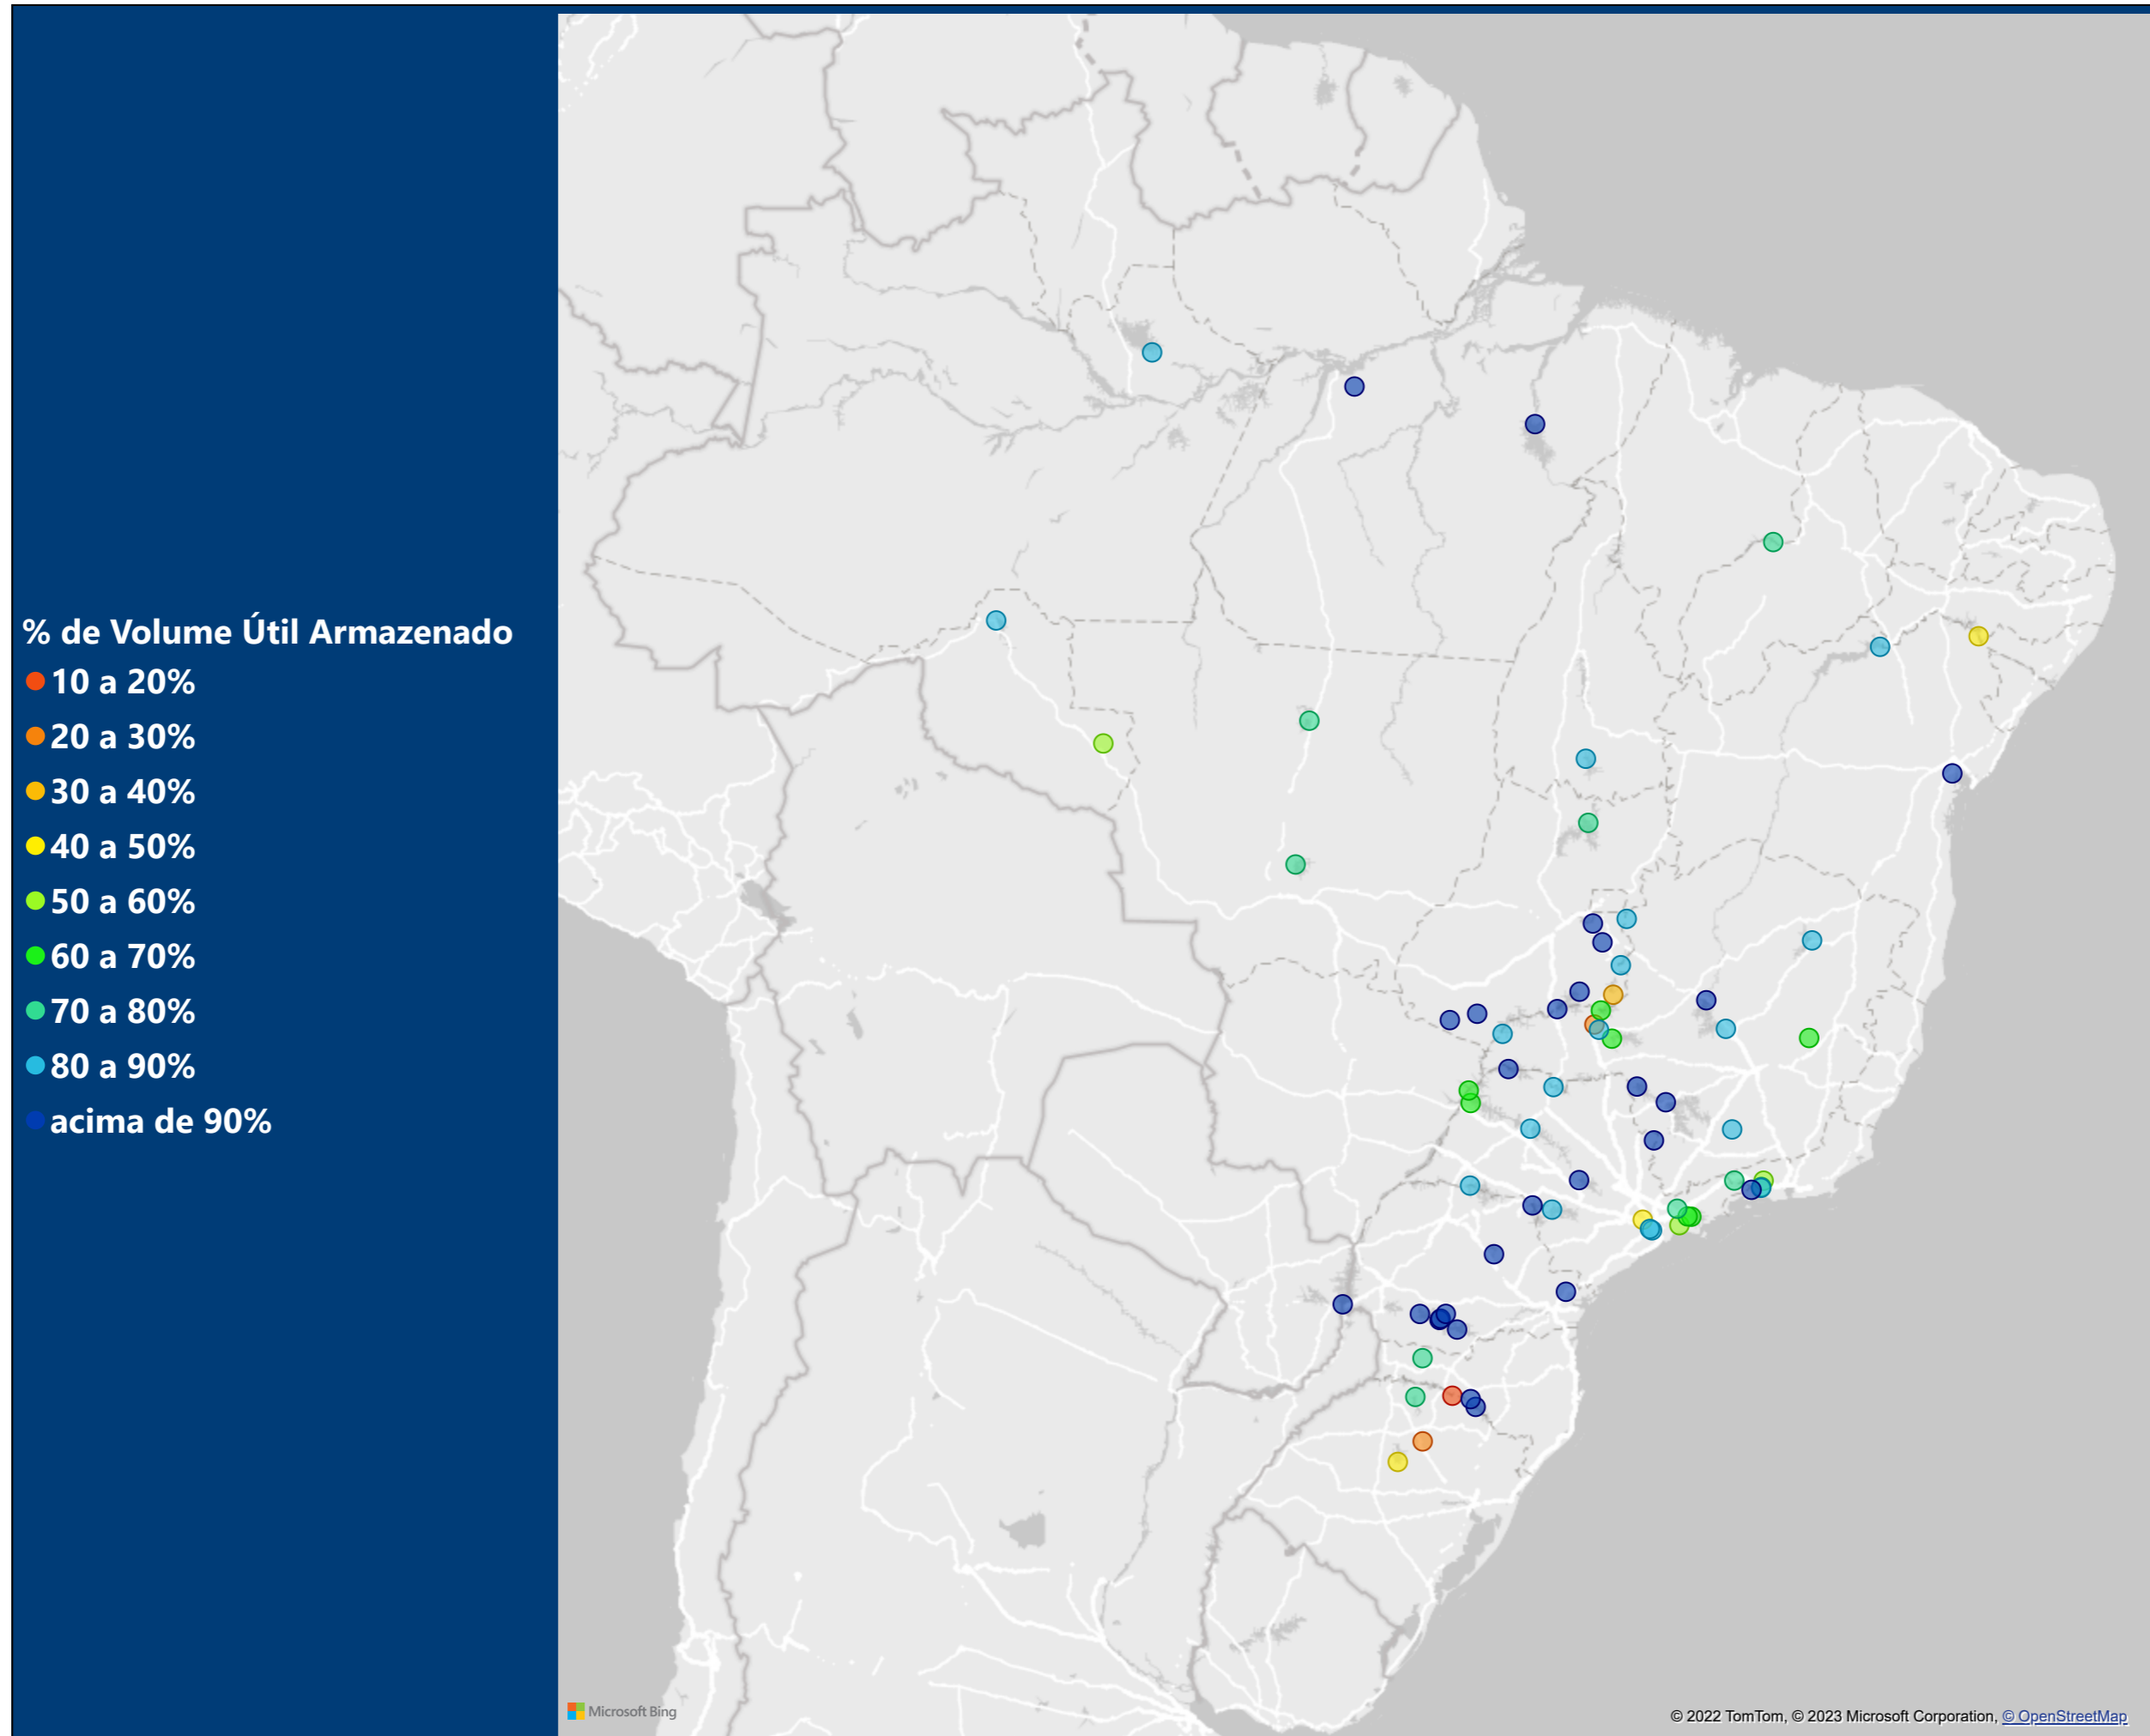 % de Volume Útil Armazenado
10 a 20%
20 a 30%
30 a 40%
40 a 50%
50 a 60%
60 a 70%
70 a 80%
80 a 90%
acima de 90%
Microsoft Bing
© 2022 TomTom, © 2023 Microsoft Corporation, © OpenStreetMap